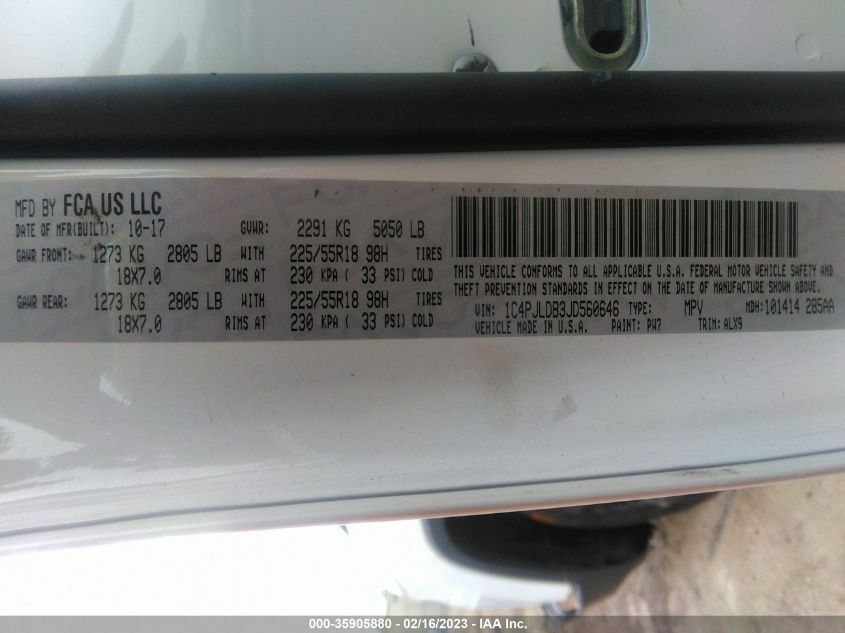 MFD BY FCA US LLC
DATE OF MFR(BUILT): 10-17 GVWR: 2291 KG 5050 LB
GAWR FRONT: 1273 KG 2805 LB WITH 225/55R18 98H TIRES
18X7.0 RIMS AT 230 KPA ( 33 PSI) COLD
GAWR REAR: 1273 KG 2805 LB WITH 225/55R18 98H TIRES
18X7.0 RIMS AT 230 KPA ( 33 PSI) COLD
THIS VEHICLE CONFORMS TO ALL APPLICABLE U.S.A. FEDERAL MOTOR VEHICLE SAFETY AND
THEFT PREVENTION STANDARDS IN EFFECT ON THE DATE OF MANUFACTURE SHOWN ABOVE.
VIN: 1C4PJLDB3JD560646 TYPE: MPV MDH:101414 285AA
VEHICLE MADE IN U.S.A. PAINT: PW7 TRIM: ALX9
000-35905880 - 02/16/2023 - IAA Inc.